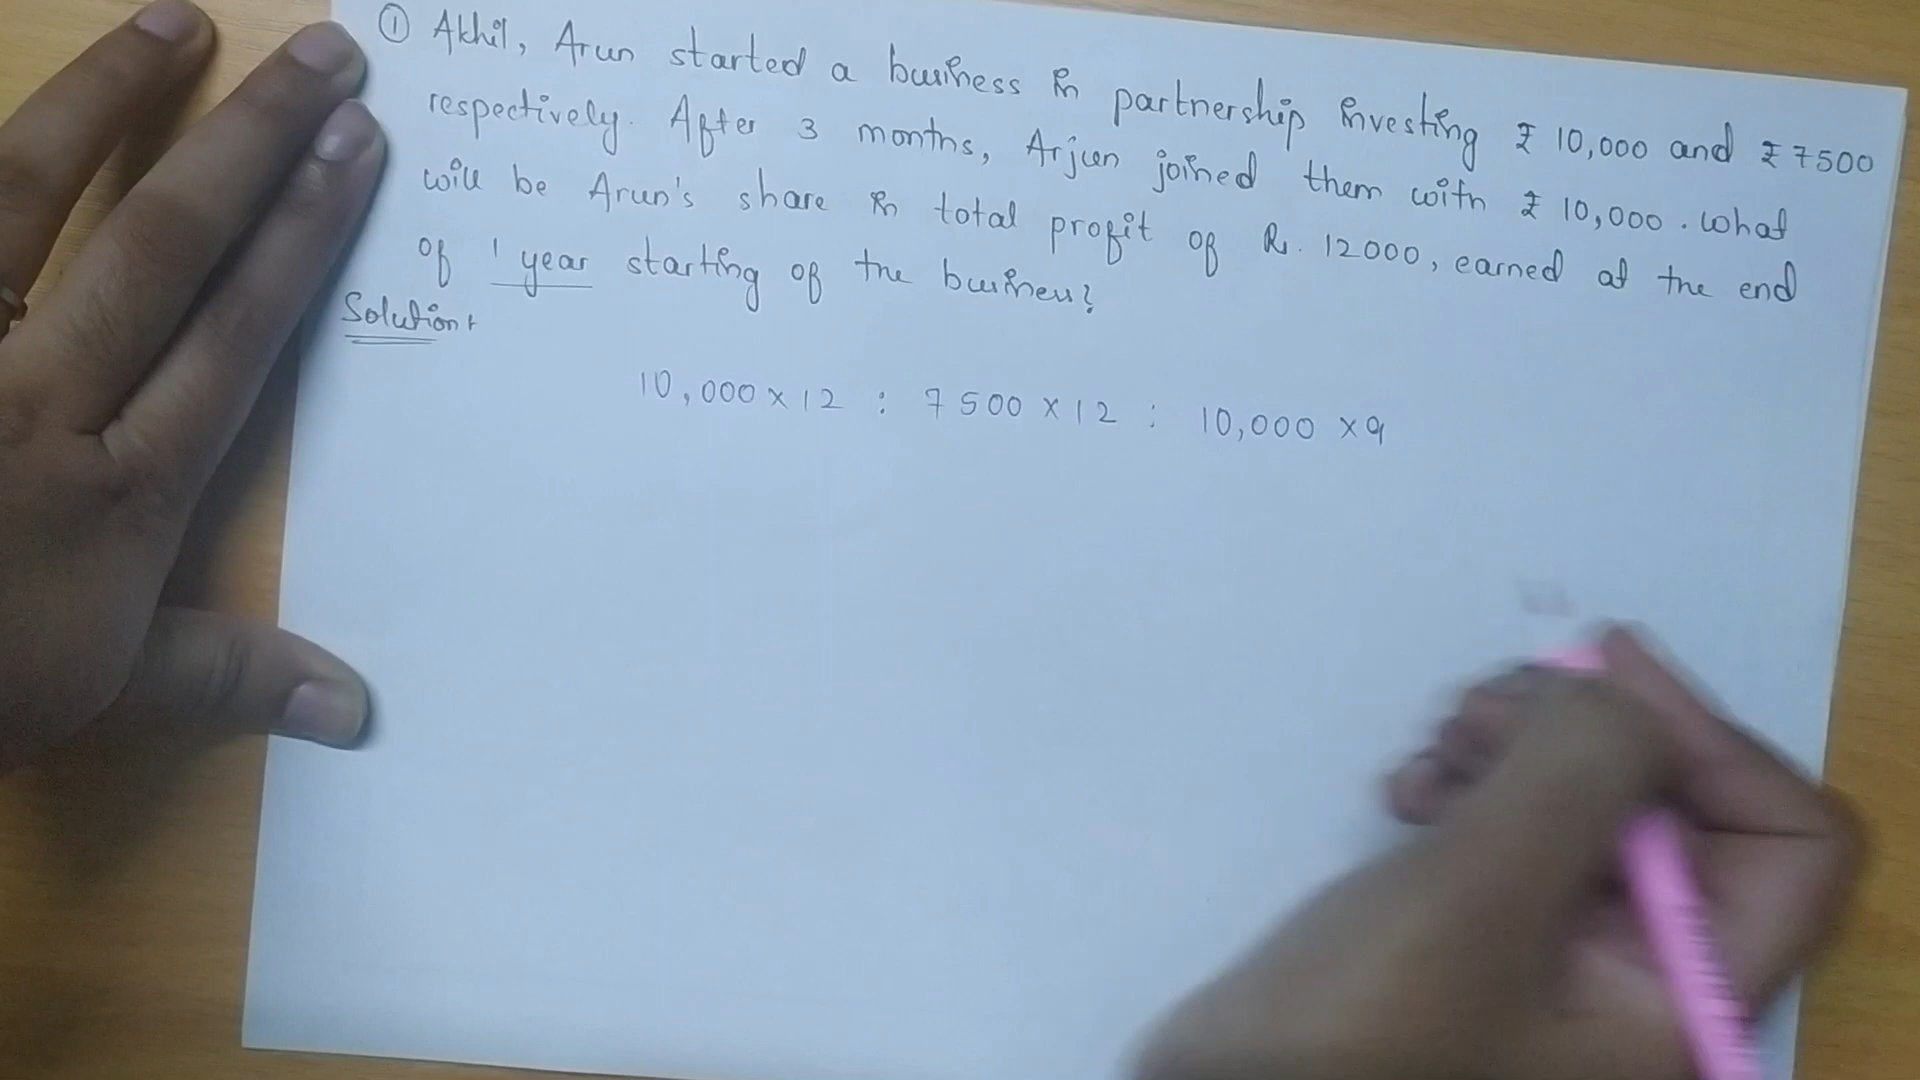 ① Akhil, Arun started a business in partnership investing ₹ 10,000 and ₹ 7500
respectively. After 3 months, Arjun joined them with ₹ 10,000. What
will be Arun's share in total profit of Rs. 12000, earned at the end
of 1 year starting of the business?
Solution:
10,000 × 12 : 7500 × 12 : 10,000 × 9